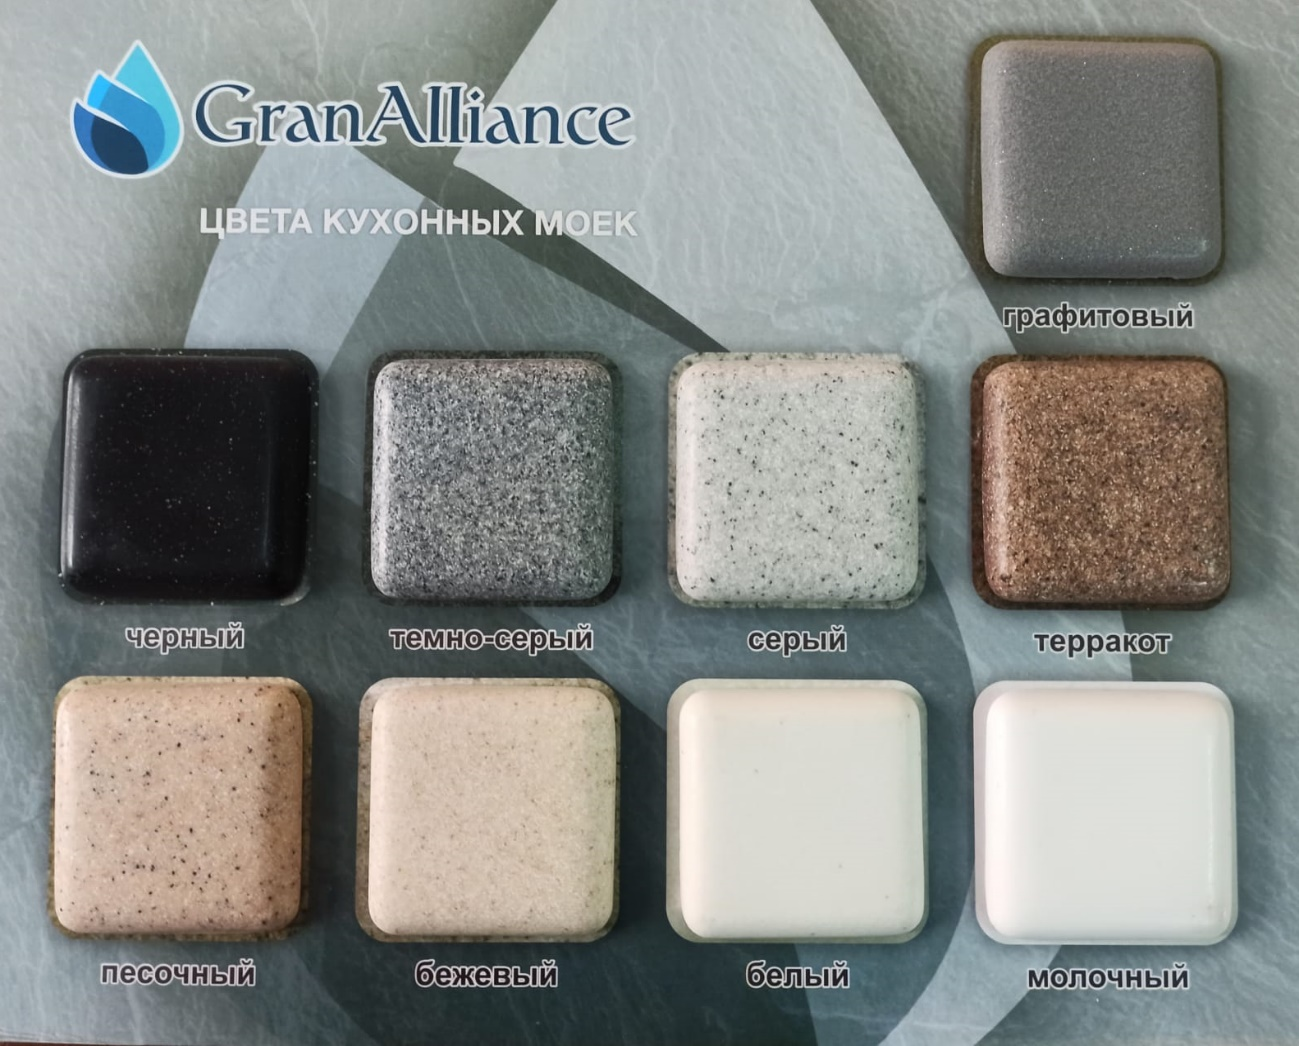 GranAlliance
ЦВЕТА КУХОННЫХ МОЕК
графитовый
черный
темно-серый
серый
терракот
песочный
бежевый
белый
молочный